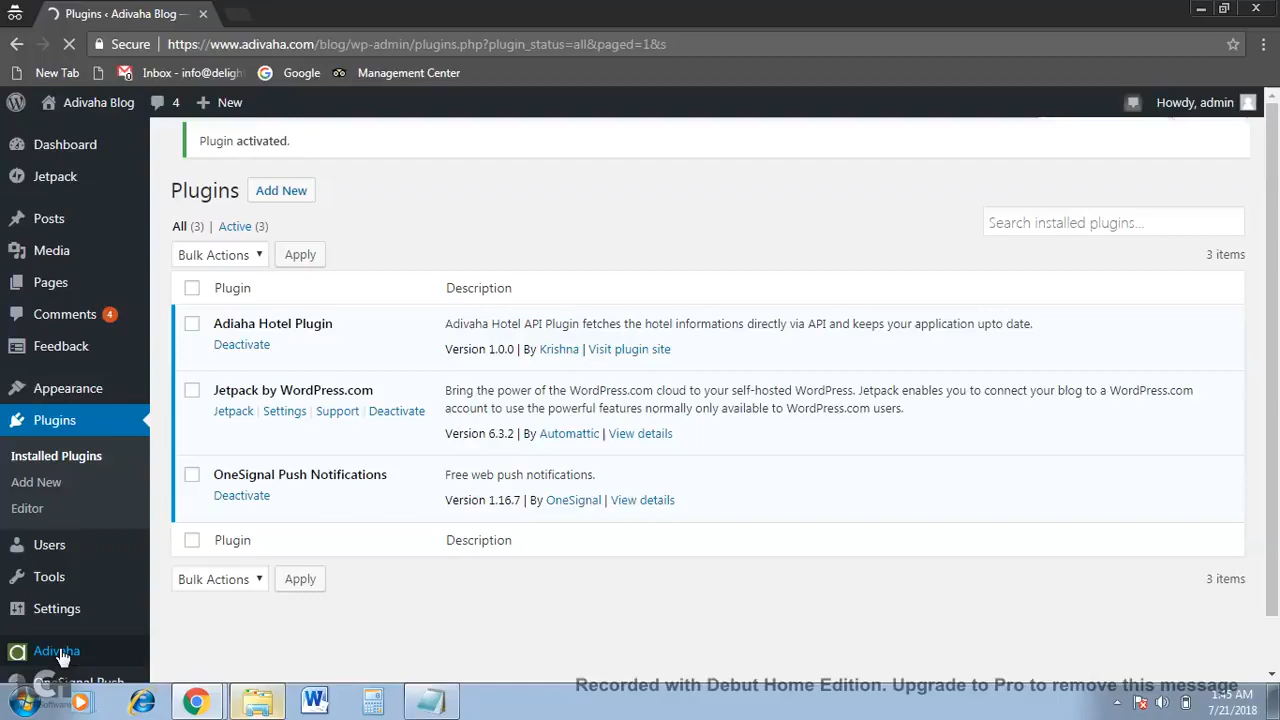 Plugins ‹ Adivaha Blog —
Secure https://www.adivaha.com/blog/wp-admin/plugins.php?plugin_status=all&paged=1&s
New Tab Inbox - info@deligh Google Management Center
Adivaha Blog 4 New Howdy, admin
Dashboard
Jetpack
Posts
Media
Pages
Comments 4
Feedback
Appearance
Plugins
Installed Plugins
Add New
Editor
Users
Tools
Settings
Adivaha
OneSignal Push
Plugin activated.
Plugins Add New
All (3) | Active (3)
Search installed plugins...
Bulk Actions Apply 3 items
Plugin Description
Adiaha Hotel Plugin
Deactivate
Adivaha Hotel API Plugin fetches the hotel informations directly via API and keeps your application upto date.
Version 1.0.0 | By Krishna | Visit plugin site
Jetpack by WordPress.com
Jetpack | Settings | Support | Deactivate
Bring the power of the WordPress.com cloud to your self-hosted WordPress. Jetpack enables you to connect your blog to a WordPress.com
account to use the powerful features normally only available to WordPress.com users.
Version 6.3.2 | By Automattic | View details
OneSignal Push Notifications
Deactivate
Free web push notifications.
Version 1.16.7 | By OneSignal | View details
Plugin Description
Bulk Actions Apply 3 items
Recorded with Debut Home Edition. Upgrade to Pro to remove this message
Software
1:45 AM
7/21/2018